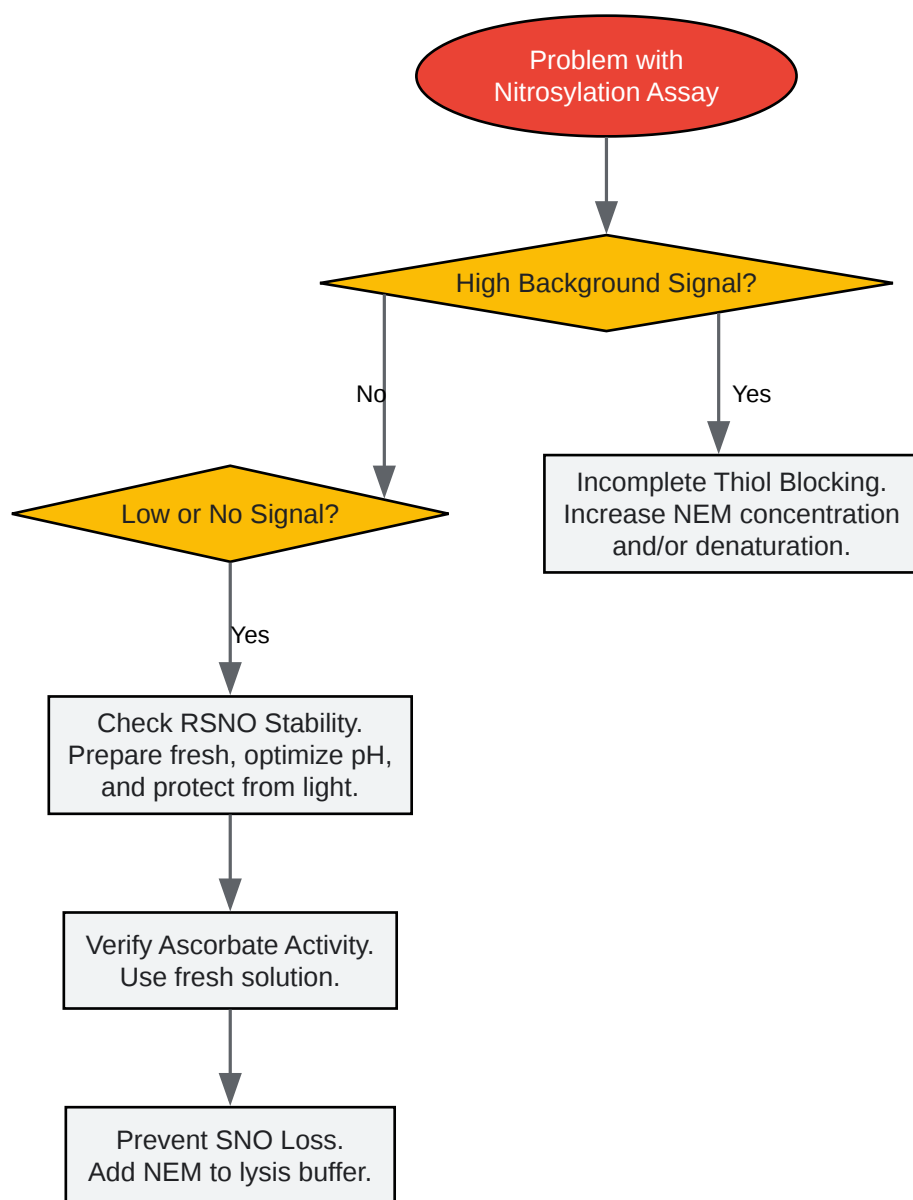 Problem with
Nitrosylation Assay
High Background Signal?
No
Yes
Low or No Signal?
Incomplete Thiol Blocking.
Increase NEM concentration
and/or denaturation.
Yes
Check RSNO Stability.
Prepare fresh, optimize pH,
and protect from light.
Verify Ascorbate Activity.
Use fresh solution.
Prevent SNO Loss.
Add NEM to lysis buffer.